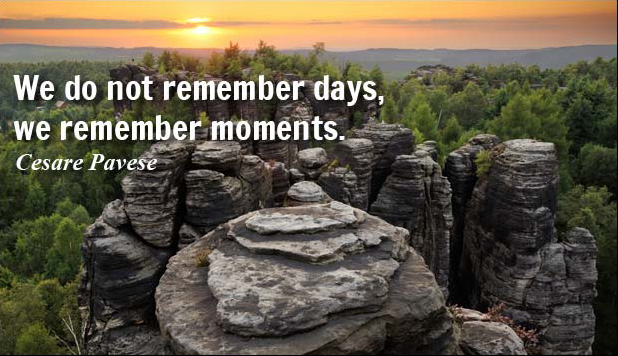 We do not remember days,
we remember moments.
Cesare Pavese